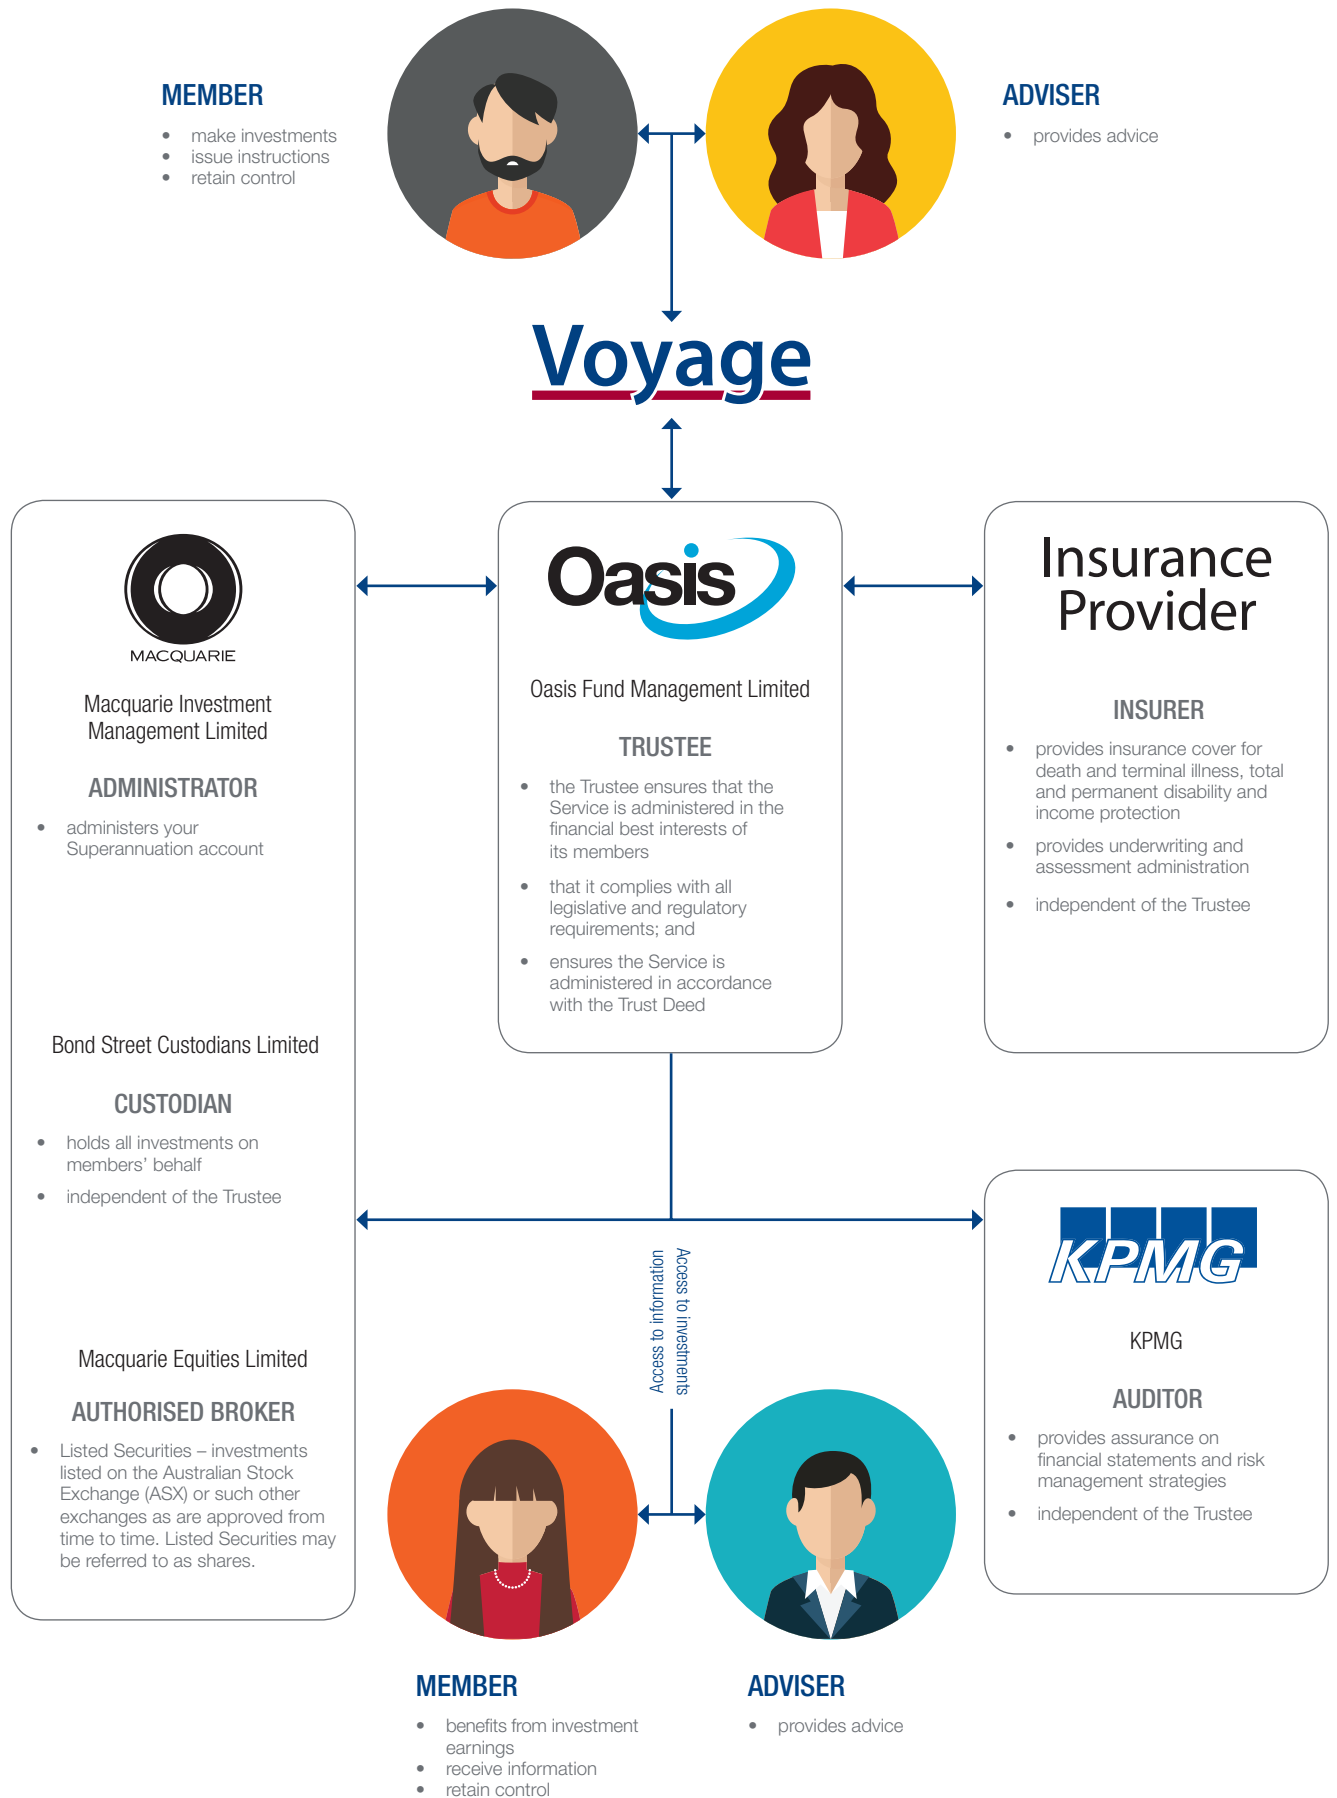 MEMBER
• make investments
• issue instructions
• retain control
ADVISER
• provides advice
Voyage
MACQUARIE
Macquarie Investment
Management Limited
ADMINISTRATOR
• administers your
Superannuation account
Bond Street Custodians Limited
CUSTODIAN
• holds all investments on
members’ behalf
• independent of the Trustee
Macquarie Equities Limited
AUTHORISED BROKER
• Listed Securities – investments
listed on the Australian Stock
Exchange (ASX) or such other
exchanges as are approved from
time to time. Listed Securities may
be referred to as shares.
Oasis
Oasis Fund Management Limited
TRUSTEE
• the Trustee ensures that the
Service is administered in the
financial best interests of
its members
• that it complies with all
legislative and regulatory
requirements; and
• ensures the Service is
administered in accordance
with the Trust Deed
Insurance
Provider
INSURER
• provides insurance cover for
death and terminal illness, total
and permanent disability and
income protection
• provides underwriting and
assessment administration
• independent of the Trustee
KPMG
KPMG
AUDITOR
• provides assurance on
financial statements and risk
management strategies
• independent of the Trustee
Access to information
Access to investments
MEMBER
• benefits from investment
earnings
• receive information
• retain control
ADVISER
• provides advice